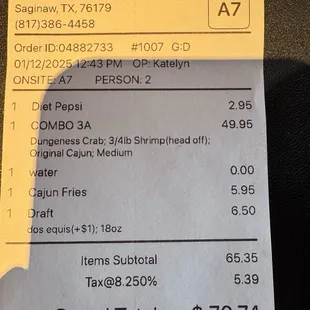 Saginaw, TX, 76179
(817)386-4458
A7
Order ID:04882733 #1007 G:D
01/12/2025 12:43 PM OP: Katelyn
ONSITE: A7 PERSON: 2
1 Diet Pepsi 2.95
1 COMBO 3A 49.95
Dungeness Crab; 3/4lb Shrimp(head off);
Original Cajun; Medium
1 water 0.00
1 Cajun Fries 5.95
1 Draft 6.50
dos equis(+$1); 18oz
Items Subtotal 65.35
Tax@8.250% 5.39